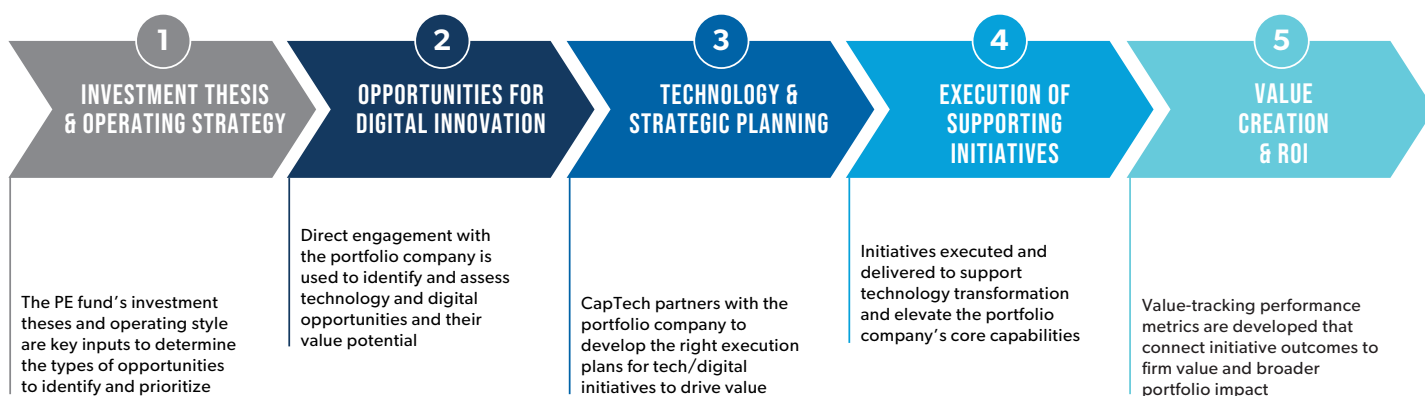 1
INVESTMENT THESIS
& OPERATING STRATEGY
The PE fund's investment
theses and operating style
are key inputs to determine
the types of opportunities
to identify and prioritize
2
OPPORTUNITIES FOR
DIGITAL INNOVATION
Direct engagement with
the portfolio company is
used to identify and assess
technology and digital
opportunities and their
value potential
3
TECHNOLOGY &
STRATEGIC PLANNING
CapTech partners with the
portfolio company to
develop the right execution
plans for tech/digital
initiatives to drive value
4
EXECUTION OF
SUPPORTING
INITIATIVES
Initiatives executed and
delivered to support
technology transformation
and elevate the portfolio
company's core capabilities
5
VALUE
CREATION
& ROI
Value-tracking performance
metrics are developed that
connect initiative outcomes to
firm value and broader
portfolio impact